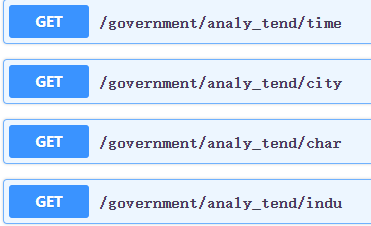 GET /government/analy_tend/time
GET /government/analy_tend/city
GET /government/analy_tend/char
GET /government/analy_tend/indu